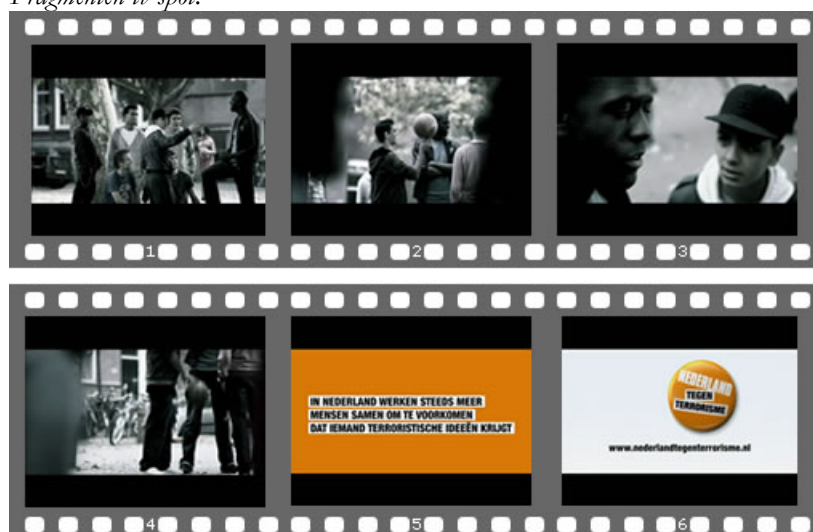 Fragmenten tv-spot:
1
2
3
IN NEDERLAND WERKEN STEEDS MEER
MENSEN SAMEN OM TE VOORKOMEN
DAT IEMAND TERRORISTISCHE IDEEËN KRIJGT
NEDERLAND
TEGEN
TERRORISME
www.nederlandtegenterrorisme.nl
4
5
6